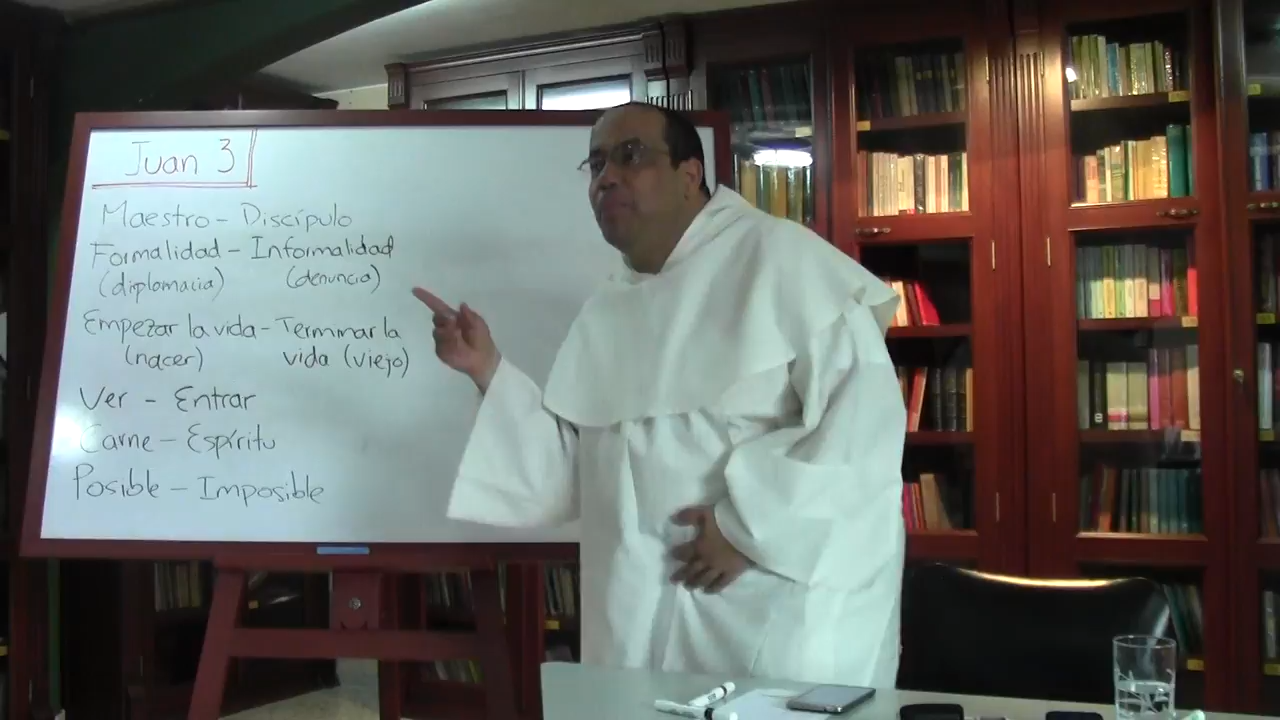 Juan 3
Maestro - Discípulo
Formalidad - Informalidad
(diplomacia) (denuncia)
Empezar la vida - Terminar la
(nacer) vida (viejo)
Ver - Entrar
Carne - Espíritu
Posible - Imposible